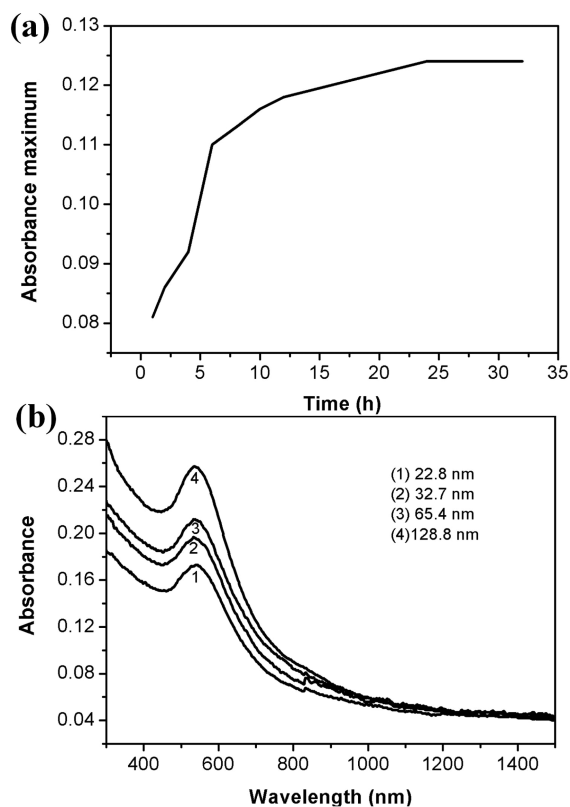 (a)
0.13
0.12
0.11
0.10
0.09
0.08
Absorbance maximum
0 5 10 15 20 25 30 35
Time (h)
(b)
0.28
0.24
0.20
0.16
0.12
0.08
0.04
Absorbance
4
3
2
1
(1) 22.8 nm
(2) 32.7 nm
(3) 65.4 nm
(4)128.8 nm
400 600 800 1000 1200 1400
Wavelength (nm)